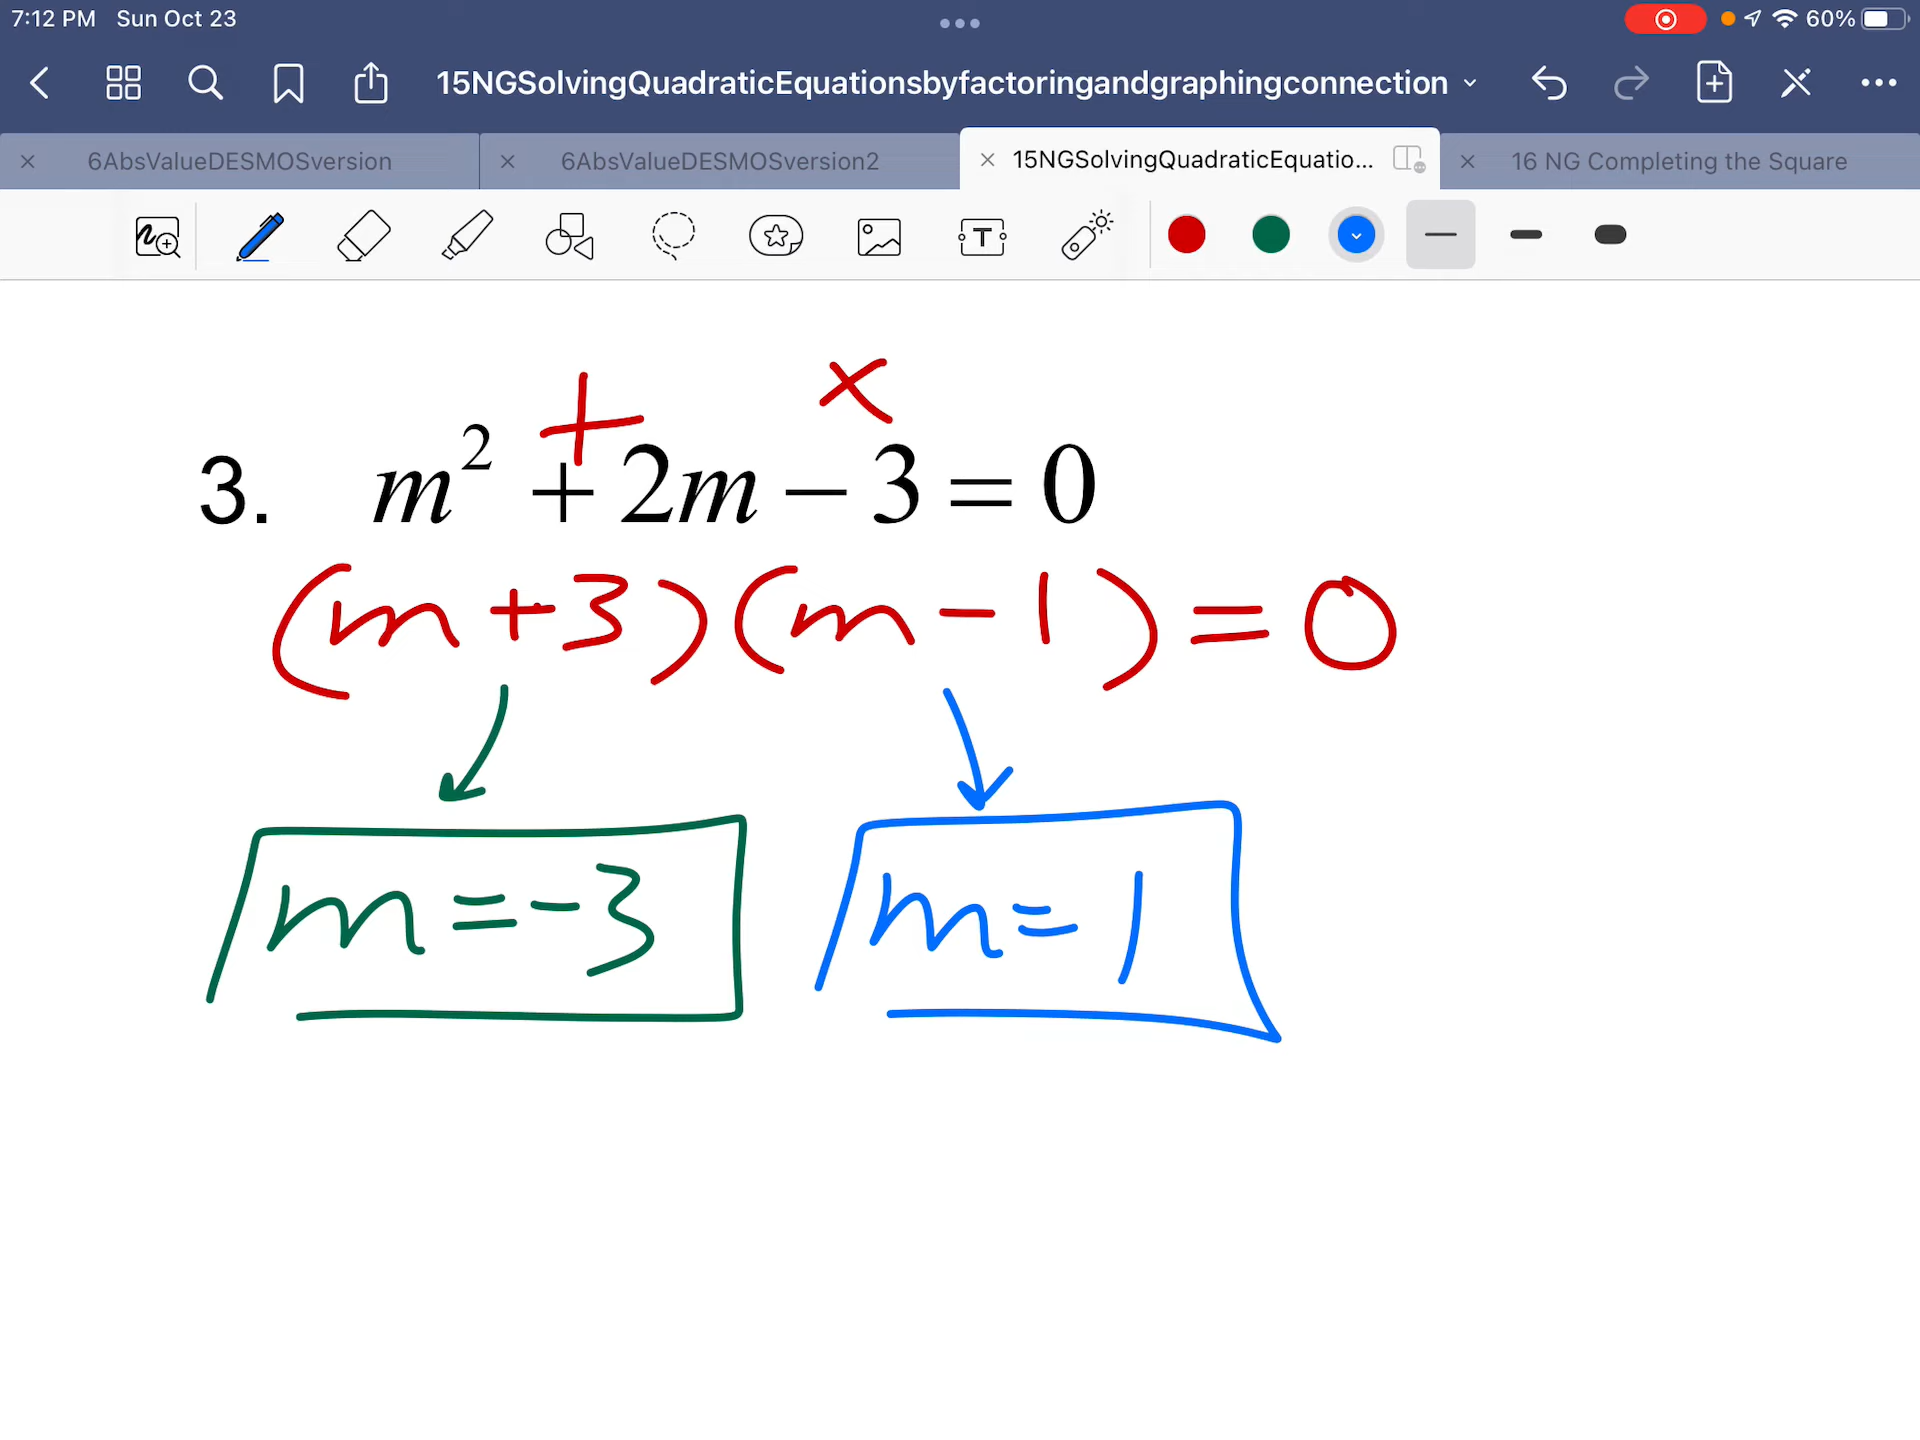 7:12 PM Sun Oct 23 60%
15NGSolvingQuadraticEquationsbyfactoringandgraphingconnection
6AbsValueDESMOSversion 6AbsValueDESMOSversion2 15NGSolvingQuadraticEquatio... 16 NG Completing the Square
T
+ ×
3. m² + 2m − 3 = 0
(m + 3)(m − 1) = 0
m = -3 m = 1